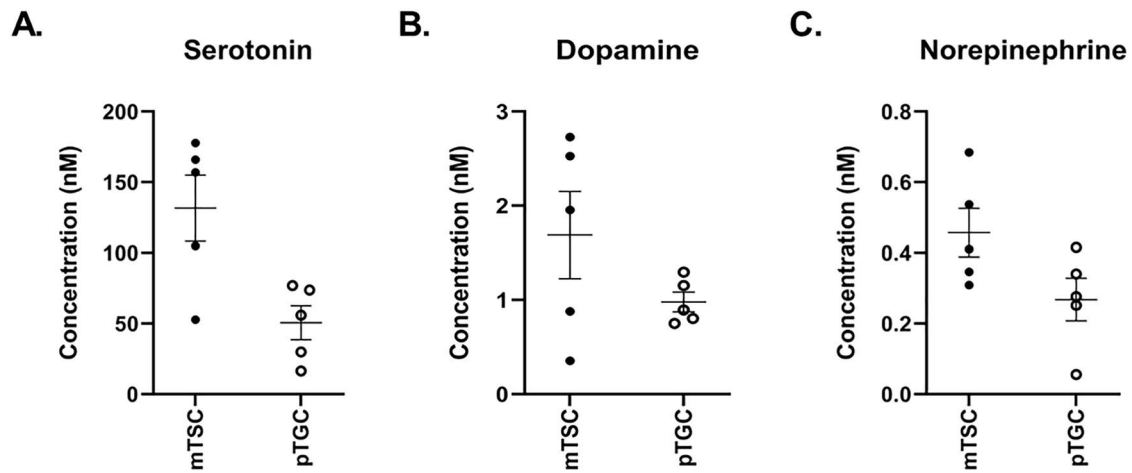 A.
Serotonin
Concentration (nM)
200
150
100
50
0
mTSC
pTGC
B.
Dopamine
Concentration (nM)
3
2
1
0
mTSC
pTGC
C.
Norepinephrine
Concentration (nM)
0.8
0.6
0.4
0.2
0.0
mTSC
pTGC